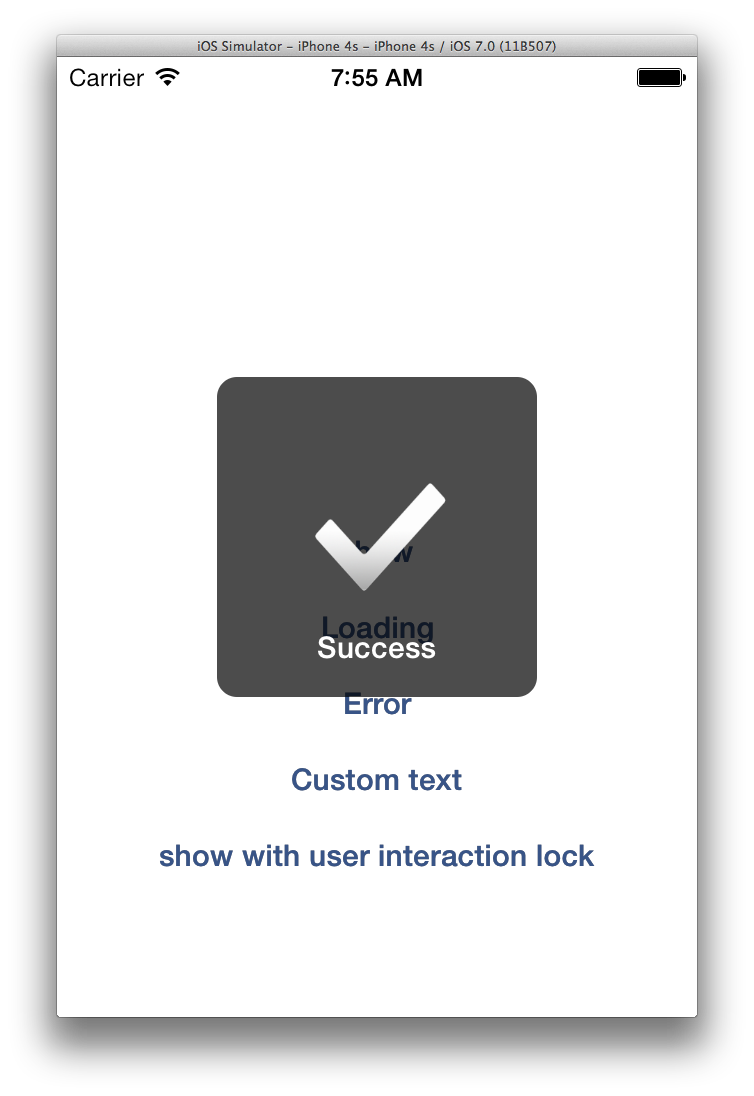 iOS Simulator – iPhone 4s – iPhone 4s / iOS 7.0 (11B507)
Carrier 7:55 AM
Loading
Success
Error
Custom text
show with user interaction lock